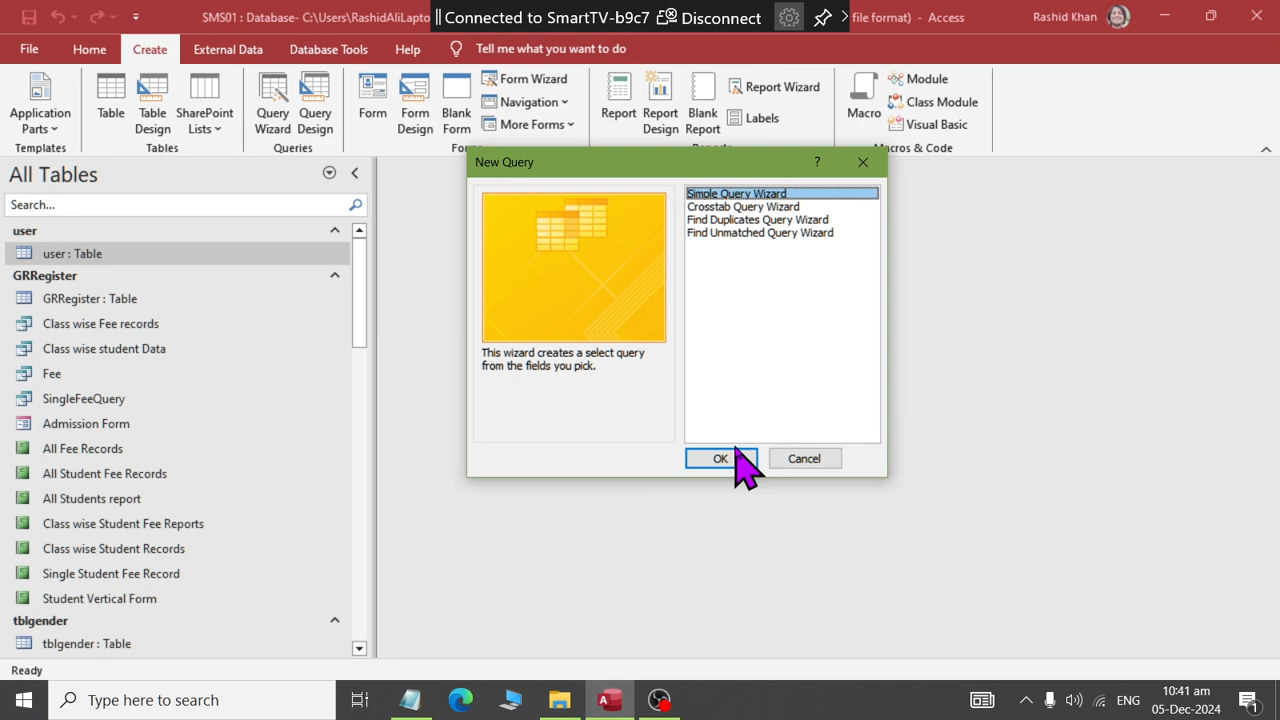 SMS01 : Database- C:\Users\RashidAliLapto
Connected to SmartTV-b9c7 Disconnect
file format) - Access
Rashid Khan
File Home Create External Data Database Tools Help Tell me what you want to do
Application Parts
Templates
Table
Table Design
SharePoint Lists
Tables
Query Wizard
Query Design
Queries
Form
Form Design
Blank Form
Form Wizard
Navigation
More Forms
Report
Report Design
Blank Report
Report Wizard
Labels
Macro
Module
Class Module
Visual Basic
All Tables
Search...
user
user : Table
GRRegister
GRRegister : Table
Class wise Fee records
Class wise student Data
Fee
SingleFeeQuery
Admission Form
All Fee Records
All Student Fee Records
All Students report
Class wise Student Fee Reports
Class wise Student Records
Single Student Fee Record
Student Vertical Form
tblgender
tblgender : Table
New Query
?
Simple Query Wizard
Crosstab Query Wizard
Find Duplicates Query Wizard
Find Unmatched Query Wizard
This wizard creates a select query
from the fields you pick.
OK
Cancel
Ready
Type here to search
ENG
10:41 am
05-Dec-2024
1